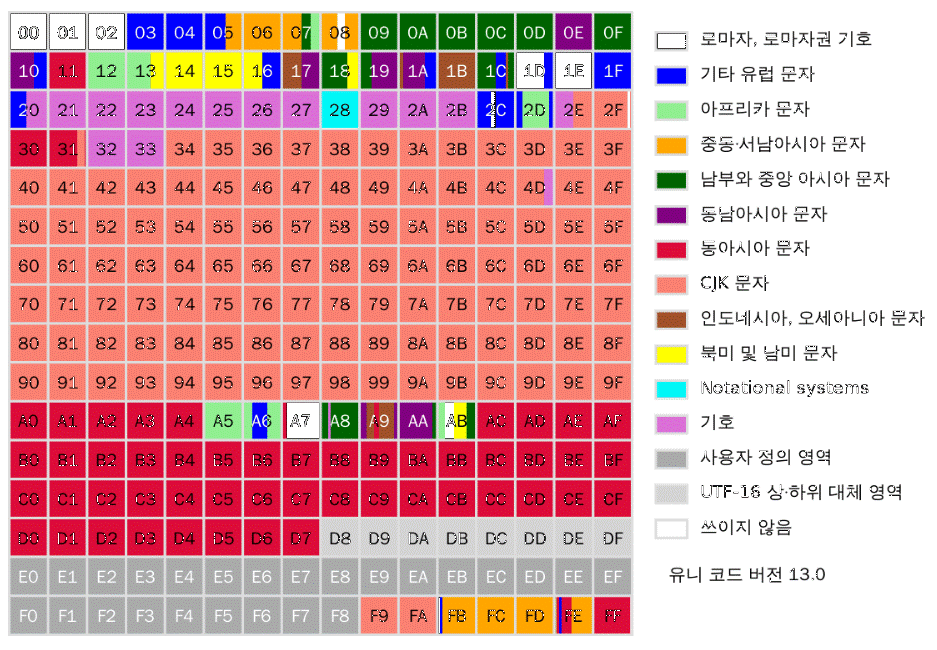 00 01 02 03 04 05 06 07 08 09 0A 0B 0C 0D 0E 0F
10 11 12 13 14 15 16 17 18 19 1A 1B 1C 1D 1E 1F
20 21 22 23 24 25 26 27 28 29 2A 2B 2C 2D 2E 2F
30 31 32 33 34 35 36 37 38 39 3A 3B 3C 3D 3E 3F
40 41 42 43 44 45 46 47 48 49 4A 4B 4C 4D 4E 4F
50 51 52 53 54 55 56 57 58 59 5A 5B 5C 5D 5E 5F
60 61 62 63 64 65 66 67 68 69 6A 6B 6C 6D 6E 6F
70 71 72 73 74 75 76 77 78 79 7A 7B 7C 7D 7E 7F
80 81 82 83 84 85 86 87 88 89 8A 8B 8C 8D 8E 8F
90 91 92 93 94 95 96 97 98 99 9A 9B 9C 9D 9E 9F
A0 A1 A2 A3 A4 A5 A6 A7 A8 A9 AA AB AC AD AE AF
B0 B1 B2 B3 B4 B5 B6 B7 B8 B9 BA BB BC BD BE BF
C0 C1 C2 C3 C4 C5 C6 C7 C8 C9 CA CB CC CD CE CF
D0 D1 D2 D3 D4 D5 D6 D7 D8 D9 DA DB DC DD DE DF
E0 E1 E2 E3 E4 E5 E6 E7 E8 E9 EA EB EC ED EE EF
F0 F1 F2 F3 F4 F5 F6 F7 F8 F9 FA FB FC FD FE FF
로마자, 로마자권 기호
기타 유럽 문자
아프리카 문자
중동·서남아시아 문자
남부와 중앙 아시아 문자
동남아시아 문자
동아시아 문자
CJK 문자
인도네시아, 오세아니아 문자
북미 및 남미 문자
Notational systems
기호
사용자 정의 영역
UTF-16 상·하위 대체 영역
쓰이지 않음
유니 코드 버전 13.0